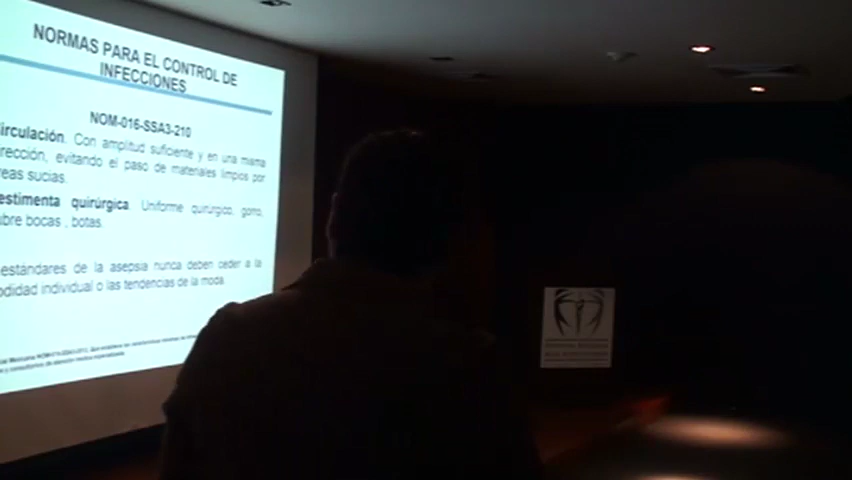 NORMAS PARA EL CONTROL DE
INFECCIONES
NOM-016-SSA3-210
irculación. Con amplitud suficiente y en una misma
rección, evitando el paso de materiales limpios por
reas sucias.
estimenta quirúrgica. Uniforme quirúrgico, gorro,
ubre bocas , botas.
estándares de la asepsia nunca deben ceder a la
odidad individual o las tendencias de la moda.